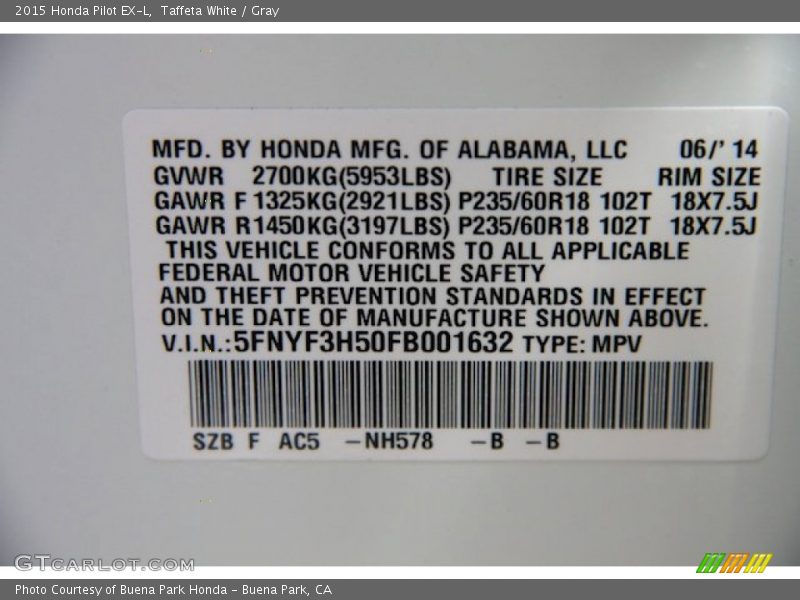 2015 Honda Pilot EX-L, Taffeta White / Gray
MFD. BY HONDA MFG. OF ALABAMA, LLC 06/' 14
GVWR 2700KG(5953LBS) TIRE SIZE RIM SIZE
GAWR F 1325KG(2921LBS) P235/60R18 102T 18X7.5J
GAWR R1450KG(3197LBS) P235/60R18 102T 18X7.5J
THIS VEHICLE CONFORMS TO ALL APPLICABLE
FEDERAL MOTOR VEHICLE SAFETY
AND THEFT PREVENTION STANDARDS IN EFFECT
ON THE DATE OF MANUFACTURE SHOWN ABOVE.
V.I.N.:5FNYF3H50FB001632 TYPE: MPV
SZB F AC5 -NH578 -B -B
GTCARLOT.COM
Photo Courtesy of Buena Park Honda - Buena Park, CA